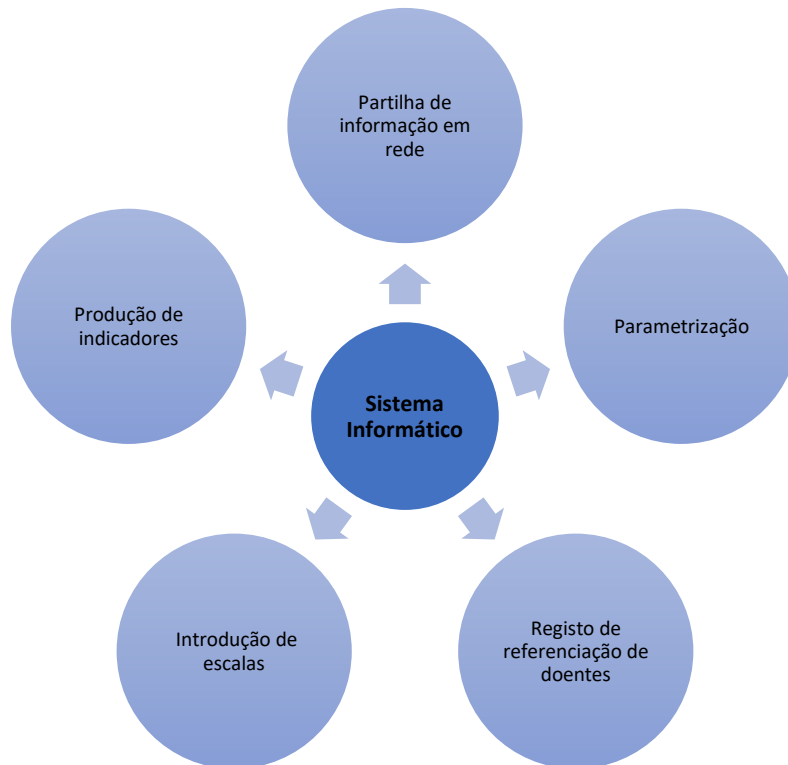 Partilha de
informação em
rede
Produção de
indicadores
Parametrização
Sistema
Informático
Introdução de
escalas
Registo de
referenciação de
doentes